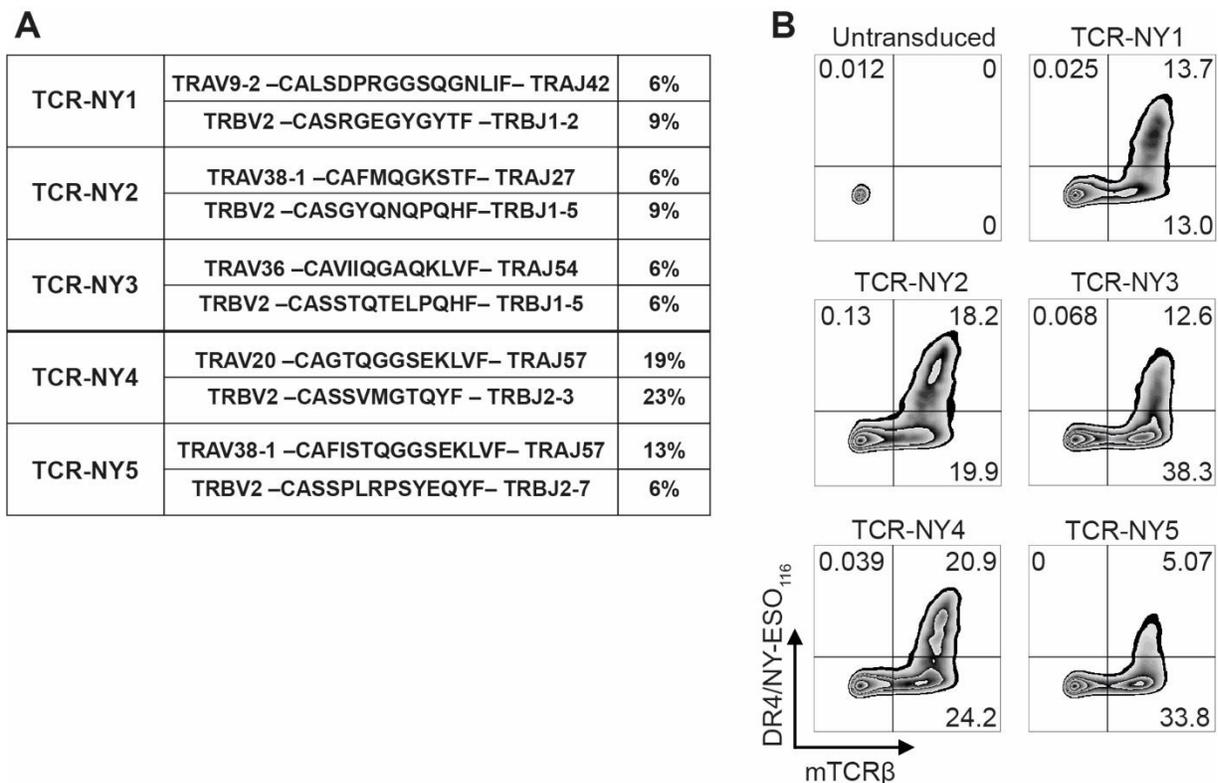 A
TCR-NY1
TRAV9-2 –CALSDPRGGSQGNLIF– TRAJ42 6%
TRBV2 –CASRGEGYGYTF –TRBJ1-2 9%
TCR-NY2
TRAV38-1 –CAFMQGKSTF– TRAJ27 6%
TRBV2 –CASGYQNQPQHF–TRBJ1-5 9%
TCR-NY3
TRAV36 –CAVIIQGAQKLVF– TRAJ54 6%
TRBV2 –CASSTQTELPQHF– TRBJ1-5 6%
TCR-NY4
TRAV20 –CAGTQGGSEKLVF– TRAJ57 19%
TRBV2 –CASSVMGTQYF – TRBJ2-3 23%
TCR-NY5
TRAV38-1 –CAFISTQGGSEKLVF– TRAJ57 13%
TRBV2 –CASSPLRPSYEQYF– TRBJ2-7 6%
B
Untransduced
0.012 0
0
TCR-NY1
0.025 13.7
13.0
TCR-NY2
0.13 18.2
19.9
TCR-NY3
0.068 12.6
38.3
TCR-NY4
0.039 20.9
24.2
TCR-NY5
0 5.07
33.8
DR4/NY-ESO₁₁₆
mTCRβ